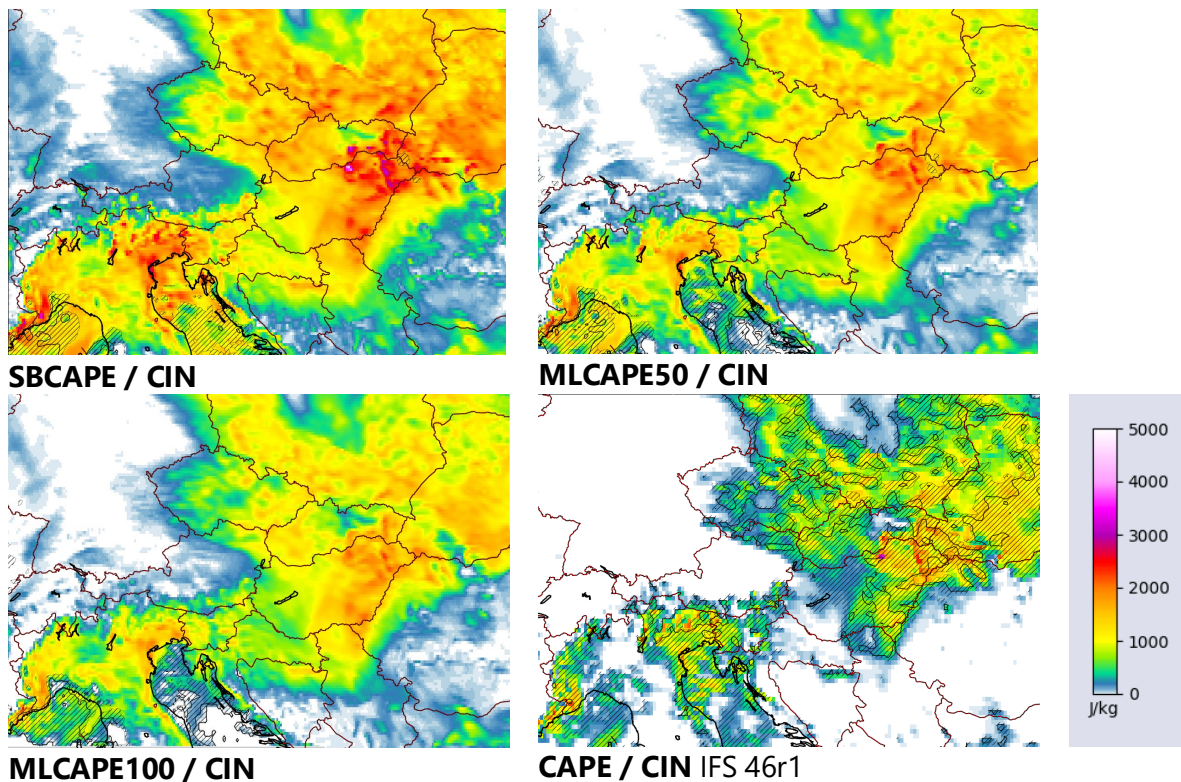 SBCAPE / CIN
MLCAPE50 / CIN
5000
4000
3000
2000
1000
0
J/kg
MLCAPE100 / CIN
CAPE / CIN IFS 46r1